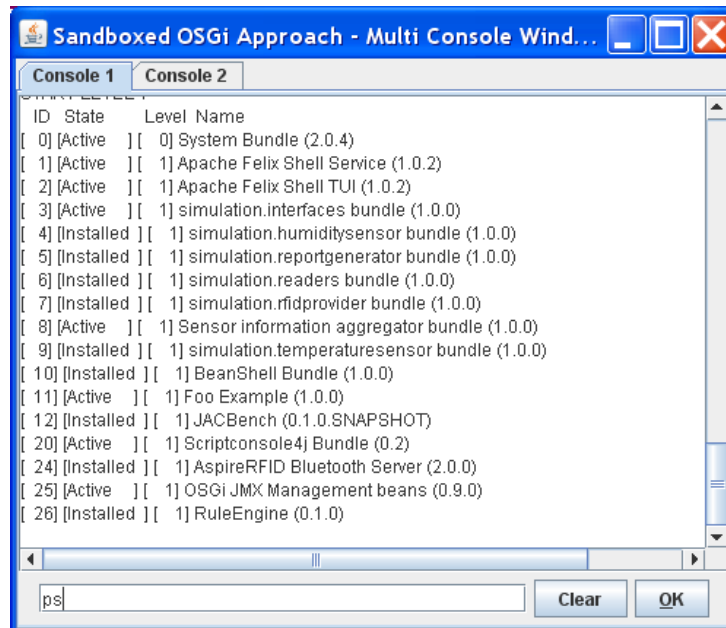 Sandboxed OSGi Approach - Multi Console Wind...
Console 1 Console 2
START LEVEL 1
ID State Level Name
[ 0] [Active ] [ 0] System Bundle (2.0.4)
[ 1] [Active ] [ 1] Apache Felix Shell Service (1.0.2)
[ 2] [Active ] [ 1] Apache Felix Shell TUI (1.0.2)
[ 3] [Active ] [ 1] simulation.interfaces bundle (1.0.0)
[ 4] [Installed ] [ 1] simulation.humiditysensor bundle (1.0.0)
[ 5] [Installed ] [ 1] simulation.reportgenerator bundle (1.0.0)
[ 6] [Installed ] [ 1] simulation.readers bundle (1.0.0)
[ 7] [Installed ] [ 1] simulation.rfidprovider bundle (1.0.0)
[ 8] [Active ] [ 1] Sensor information aggregator bundle (1.0.0)
[ 9] [Installed ] [ 1] simulation.temperaturesensor bundle (1.0.0)
[ 10] [Installed ] [ 1] BeanShell Bundle (1.0.0)
[ 11] [Active ] [ 1] Foo Example (1.0.0)
[ 12] [Installed ] [ 1] JACBench (0.1.0.SNAPSHOT)
[ 20] [Active ] [ 1] Scriptconsole4j Bundle (0.2)
[ 24] [Installed ] [ 1] AspireRFID Bluetooth Server (2.0.0)
[ 25] [Active ] [ 1] OSGi JMX Management beans (0.9.0)
[ 26] [Installed ] [ 1] RuleEngine (0.1.0)
ps Clear OK